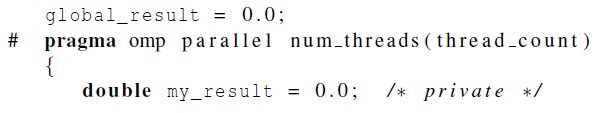 global_result = 0.0;
# pragma omp parallel num_threads(thread_count)
{
double my_result = 0.0; /* private */